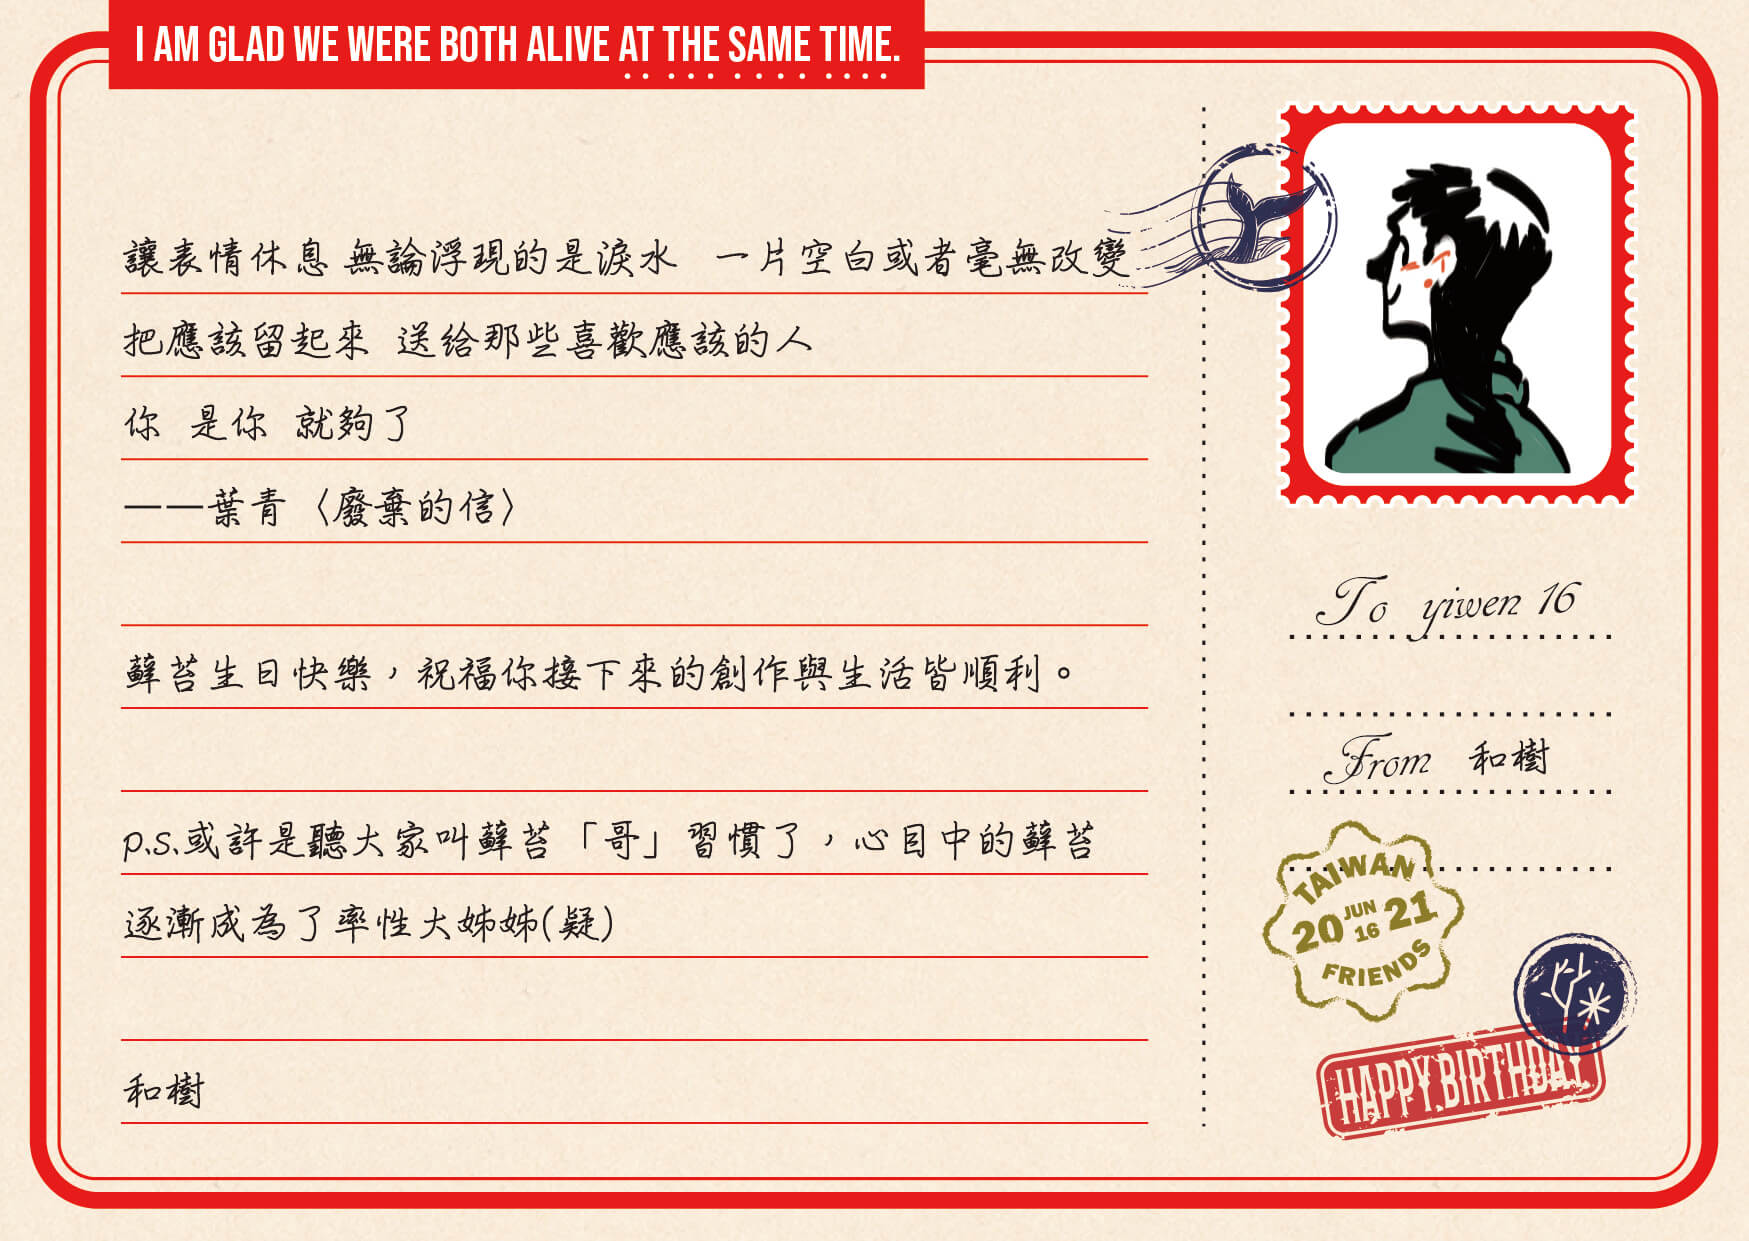 I AM GLAD WE WERE BOTH ALIVE AT THE SAME TIME.
讓表情休息 無論浮現的是淚水　一片空白或者毫無改變
把應該留起來 送給那些喜歡應該的人
你 是你 就夠了
——葉青〈廢棄的信〉
蘚苔生日快樂，祝福你接下來的創作與生活皆順利。
p.s.或許是聽大家叫蘚苔「哥」習慣了，心目中的蘚苔
逐漸成為了率性大姊姊(疑)
和樹
To yiwen 16
From 和樹
TAIWAN
20 JUN 16 21
FRIENDS
HAPPY BIRTHDAY